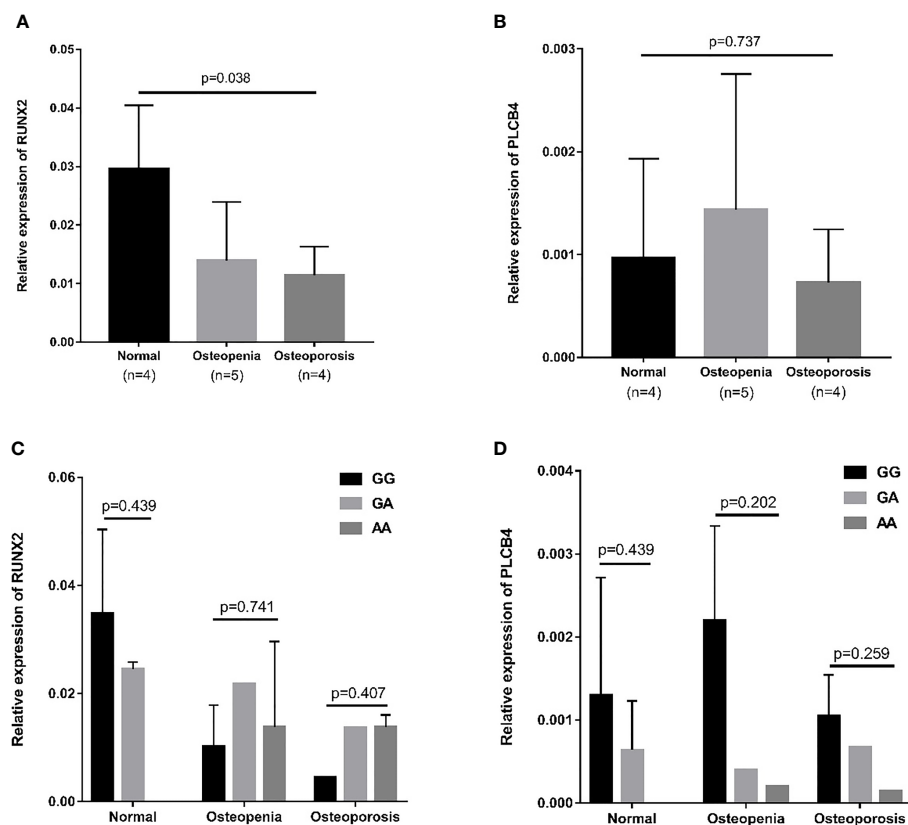 A
Relative expression of RUNX2
0.05
0.04
0.03
0.02
0.01
0.00
p=0.038
Normal Osteopenia Osteoporosis
(n=4) (n=5) (n=4)
B
Relative expression of PLCB4
0.003
0.002
0.001
0.000
p=0.737
Normal Osteopenia Osteoporosis
(n=4) (n=5) (n=4)
C
Relative expression of RUNX2
0.06
0.04
0.02
0.00
GG
GA
AA
p=0.439
p=0.741
p=0.407
Normal Osteopenia Osteoporosis
D
Relative expression of PLCB4
0.004
0.003
0.002
0.001
0.000
GG
GA
AA
p=0.439
p=0.202
p=0.259
Normal Osteopenia Osteoporosis